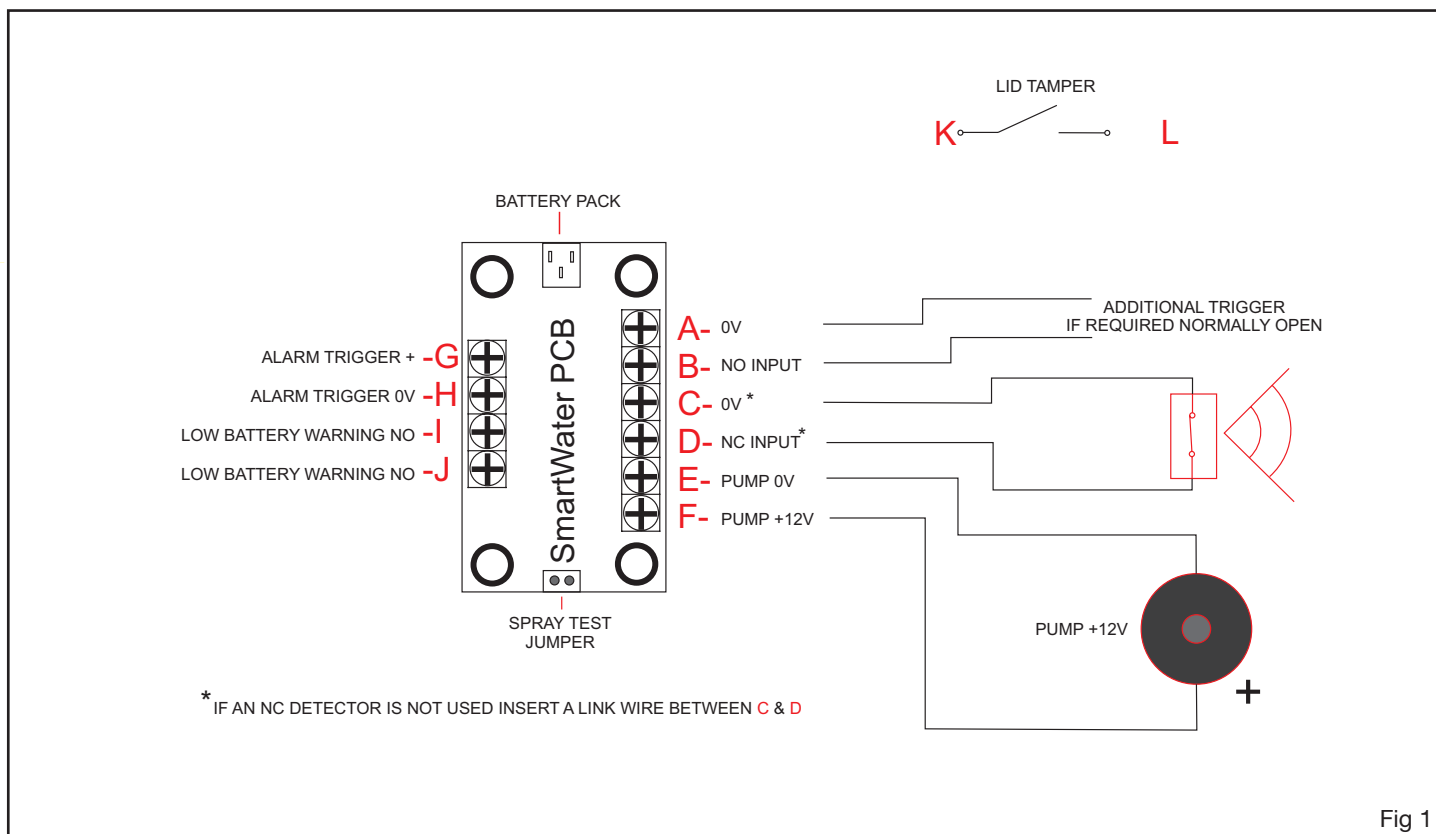 LID TAMPER
K
L
BATTERY PACK
SmartWater PCB
ALARM TRIGGER + -G
ALARM TRIGGER 0V -H
LOW BATTERY WARNING NO -I
LOW BATTERY WARNING NO -J
A- 0V
B- NO INPUT
C- 0V *
D- NC INPUT*
E- PUMP 0V
F- PUMP +12V
ADDITIONAL TRIGGER
IF REQUIRED NORMALLY OPEN
PUMP +12V
+
SPRAY TEST
JUMPER
* IF AN NC DETECTOR IS NOT USED INSERT A LINK WIRE BETWEEN C & D
Fig 1